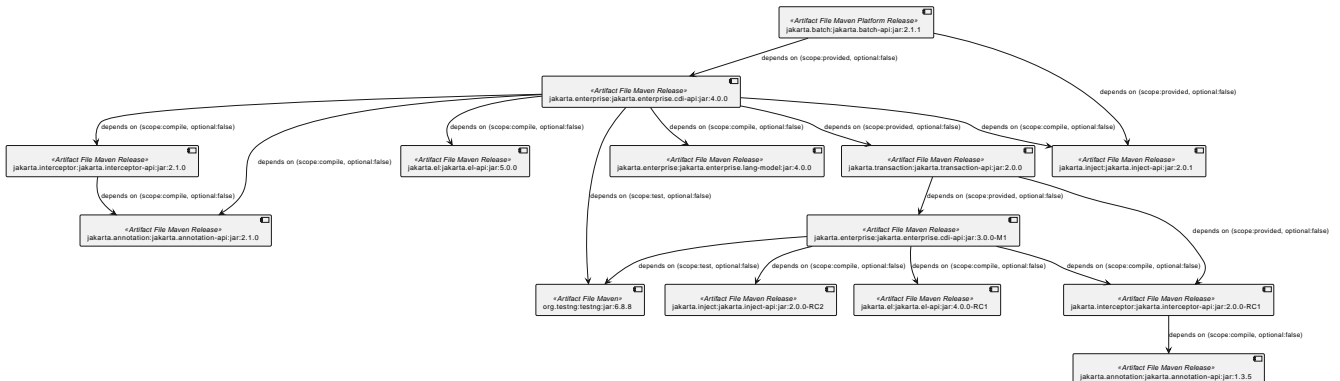 «Artifact File Maven Platform Release»
jakarta.batch:jakarta.batch-api:jar:2.1.1
depends on (scope:provided, optional:false)
«Artifact File Maven Release»
jakarta.enterprise:jakarta.enterprise.cdi-api:jar:4.0.0
depends on (scope:provided, optional:false)
depends on (scope:compile, optional:false)
depends on (scope:compile, optional:false)
depends on (scope:compile, optional:false)
depends on (scope:provided, optional:false)
depends on (scope:compile, optional:false)
«Artifact File Maven Release»
jakarta.interceptor:jakarta.interceptor-api:jar:2.1.0
depends on (scope:compile, optional:false)
«Artifact File Maven Release»
jakarta.el:jakarta.el-api:jar:5.0.0
«Artifact File Maven Release»
jakarta.enterprise:jakarta.enterprise.lang-model:jar:4.0.0
«Artifact File Maven Release»
jakarta.transaction:jakarta.transaction-api:jar:2.0.0
«Artifact File Maven Release»
jakarta.inject:jakarta.inject-api:jar:2.0.1
depends on (scope:compile, optional:false)
depends on (scope:test, optional:false)
depends on (scope:provided, optional:false)
«Artifact File Maven Release»
jakarta.annotation:jakarta.annotation-api:jar:2.1.0
«Artifact File Maven Release»
jakarta.enterprise:jakarta.enterprise.cdi-api:jar:3.0.0-M1
depends on (scope:provided, optional:false)
depends on (scope:test, optional:false)
depends on (scope:compile, optional:false)
depends on (scope:compile, optional:false)
depends on (scope:compile, optional:false)
«Artifact File Maven»
org.testng:testng:jar:6.8.8
«Artifact File Maven Release»
jakarta.inject:jakarta.inject-api:jar:2.0.0-RC2
«Artifact File Maven Release»
jakarta.el:jakarta.el-api:jar:4.0.0-RC1
«Artifact File Maven Release»
jakarta.interceptor:jakarta.interceptor-api:jar:2.0.0-RC1
depends on (scope:compile, optional:false)
«Artifact File Maven Release»
jakarta.annotation:jakarta.annotation-api:jar:1.3.5